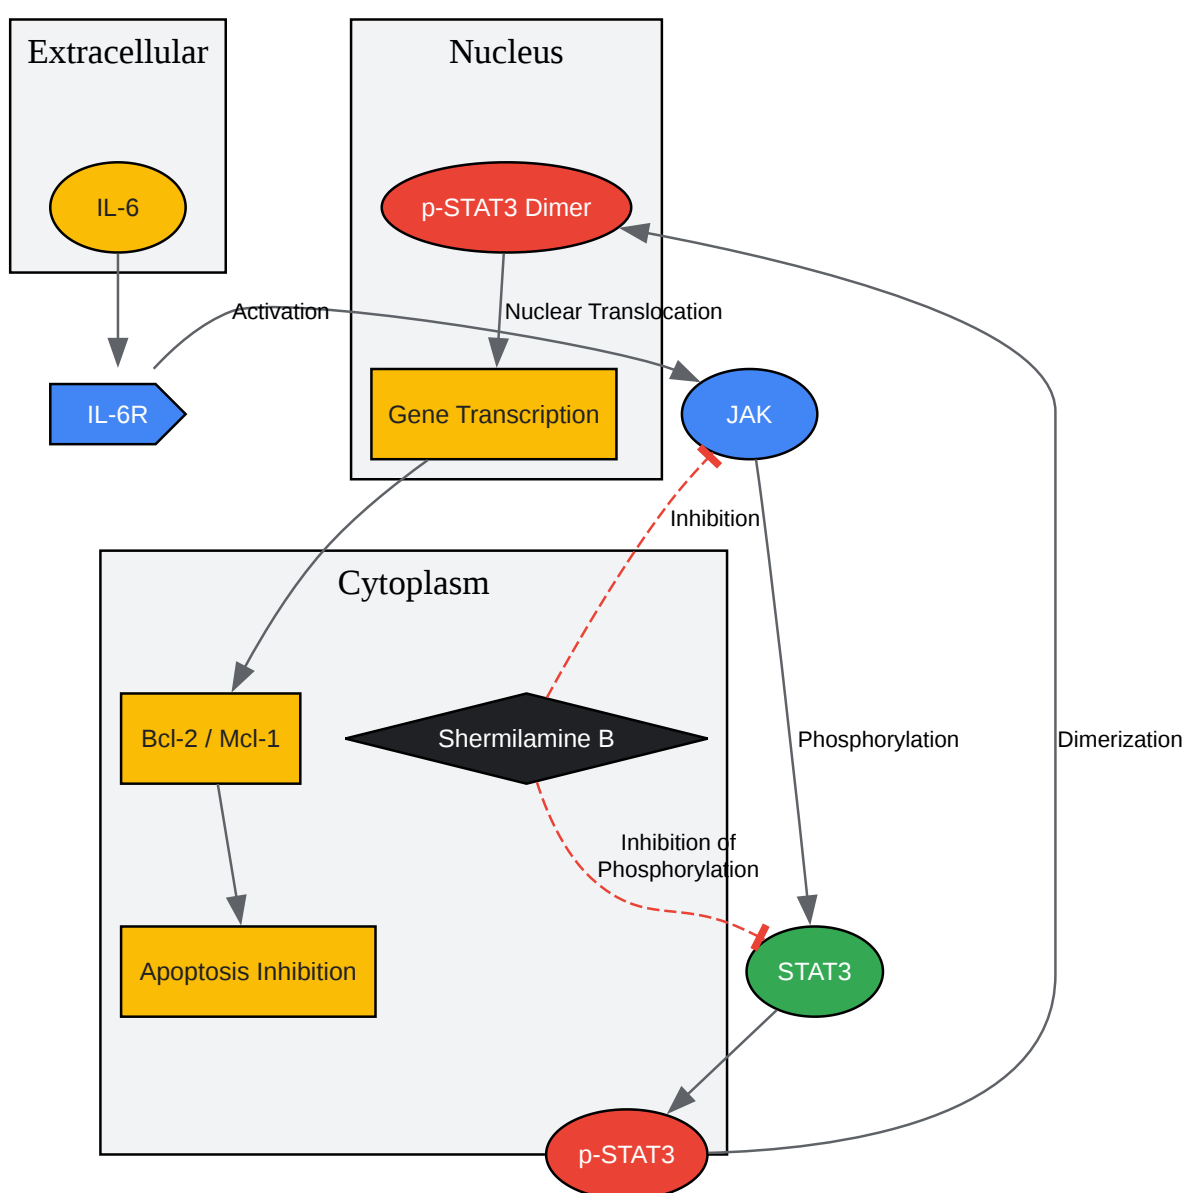 Extracellular
Nucleus
IL-6
p-STAT3 Dimer
Activation
Nuclear Translocation
IL-6R
Gene Transcription
JAK
Inhibition
Cytoplasm
Bcl-2 / Mcl-1
Shermilamine B
Phosphorylation
Dimerization
Inhibition of
Phosphorylation
Apoptosis Inhibition
STAT3
p-STAT3